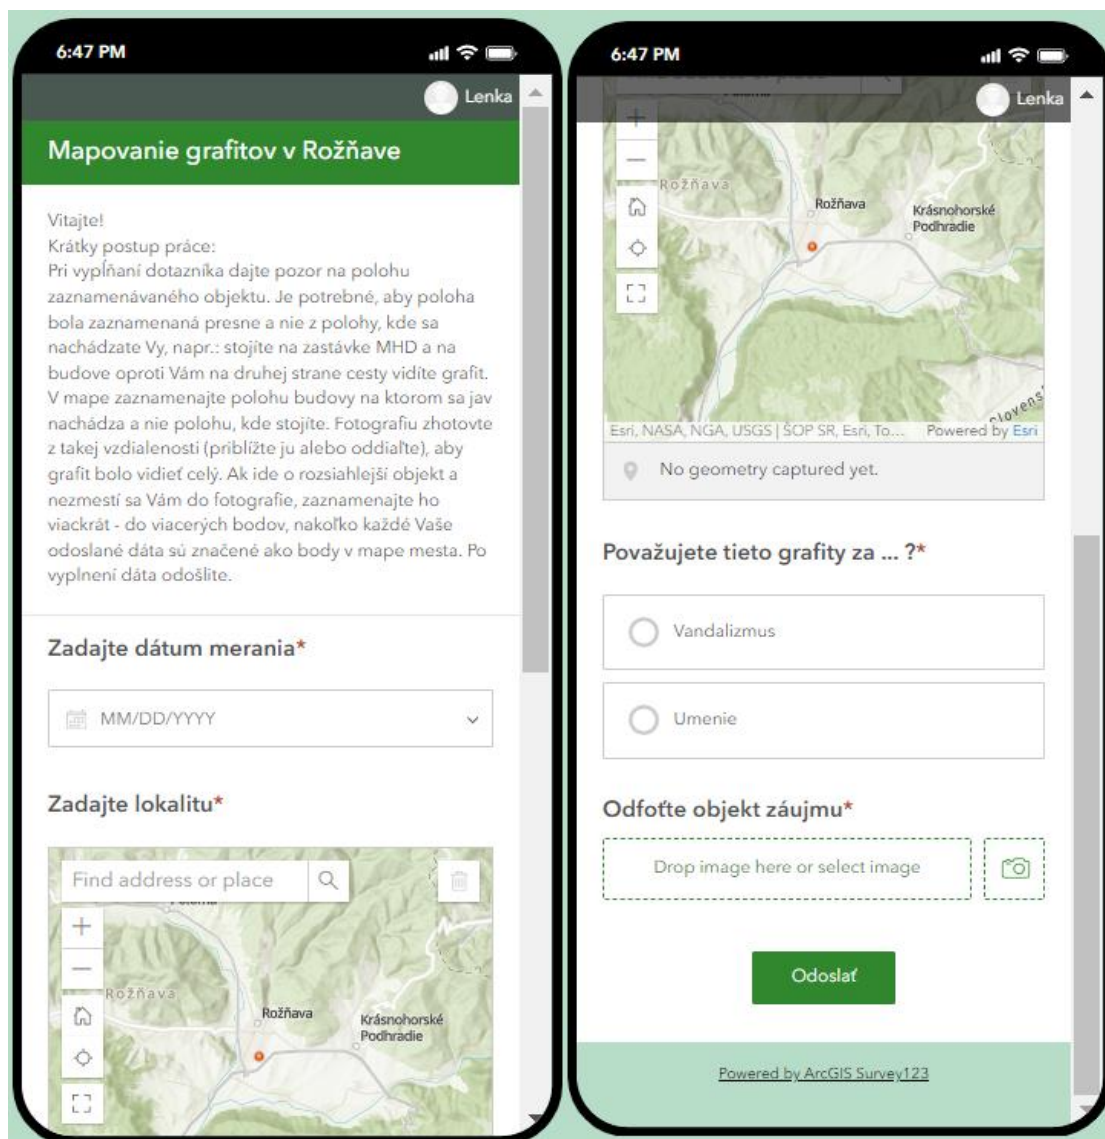 6:47 PM
Lenka
Mapovanie grafitov v Rožňave
Vitajte!
Krátky postup práce:
Pri vypĺňaní dotazníka dajte pozor na polohu
zaznamenávaného objektu. Je potrebné, aby poloha
bola zaznamenaná presne a nie z polohy, kde sa
nachádzate Vy, napr.: stojíte na zastávke MHD a na
budove oproti Vám na druhej strane cesty vidíte grafit.
V mape zaznamenajte polohu budovy na ktorom sa jav
nachádza a nie polohu, kde stojíte. Fotografiu zhotovte
z takej vzdialenosti (priblížte ju alebo oddiaľte), aby
grafit bolo vidieť celý. Ak ide o rozsiahlejší objekt a
nezmestí sa Vám do fotografie, zaznamenajte ho
viackrát - do viacerých bodov, nakoľko každé Vaše
odoslané dáta sú značené ako body v mape mesta. Po
vyplnení dáta odošlite.
Zadajte dátum merania*
MM/DD/YYYY
Zadajte lokalitu*
Find address or place
Rožňava
Rožňava
Krásnohorské
Podhradie
6:47 PM
Lenka
Rožňava
Rožňava
Krásnohorské
Podhradie
Slovens
Esri, NASA, NGA, USGS | ŠOP SR, Esri, To... Powered by Esri
No geometry captured yet.
Považujete tieto grafity za ... ?*
Vandalizmus
Umenie
Odfoťte objekt záujmu*
Drop image here or select image
Odoslať
Powered by ArcGIS Survey123